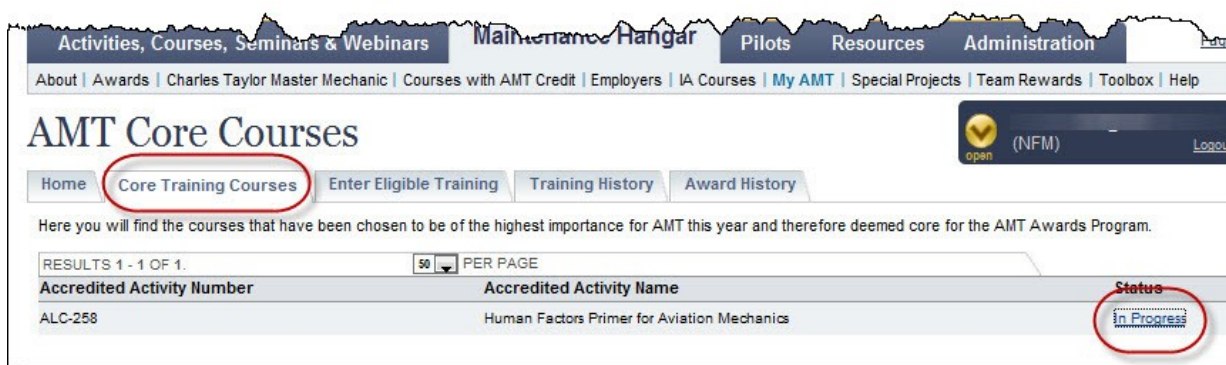 Activities, Courses, Seminars & Webinars Maintenance Hangar Pilots Resources Administration
About | Awards | Charles Taylor Master Mechanic | Courses with AMT Credit | Employers | IA Courses | My AMT | Special Projects | Team Rewards | Toolbox | Help
AMT Core Courses
open (NFM)
Home Core Training Courses Enter Eligible Training Training History Award History
Here you will find the courses that have been chosen to be of the highest importance for AMT this year and therefore deemed core for the AMT Awards Program.
RESULTS 1 - 1 OF 1. 50 PER PAGE
Accredited Activity Number Accredited Activity Name Status
ALC-258 Human Factors Primer for Aviation Mechanics In Progress